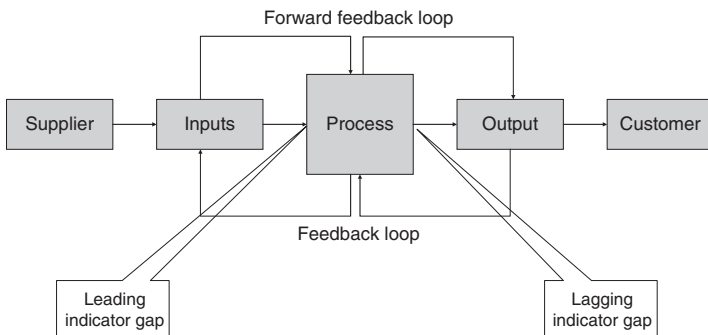 Forward feedback loop
Supplier
Inputs
Process
Output
Customer
Feedback loop
Leading
indicator gap
Lagging
indicator gap